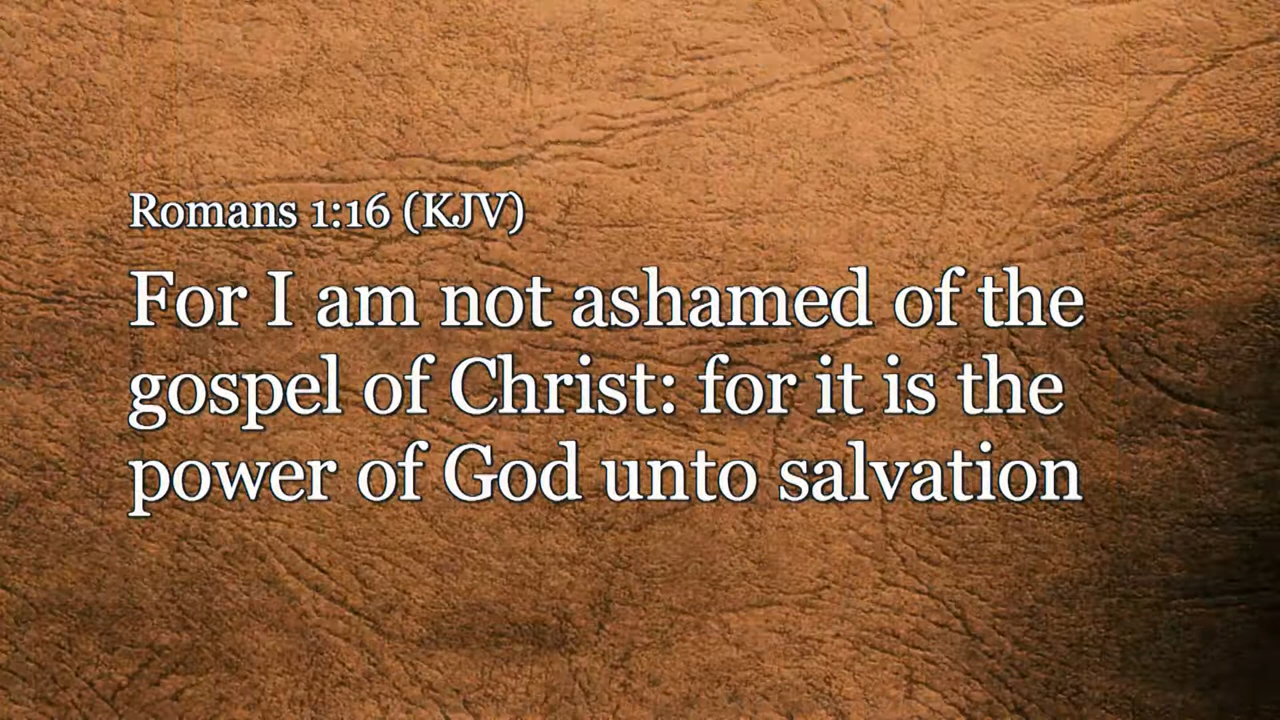 Romans 1:16 (KJV)
For I am not ashamed of the
gospel of Christ: for it is the
power of God unto salvation